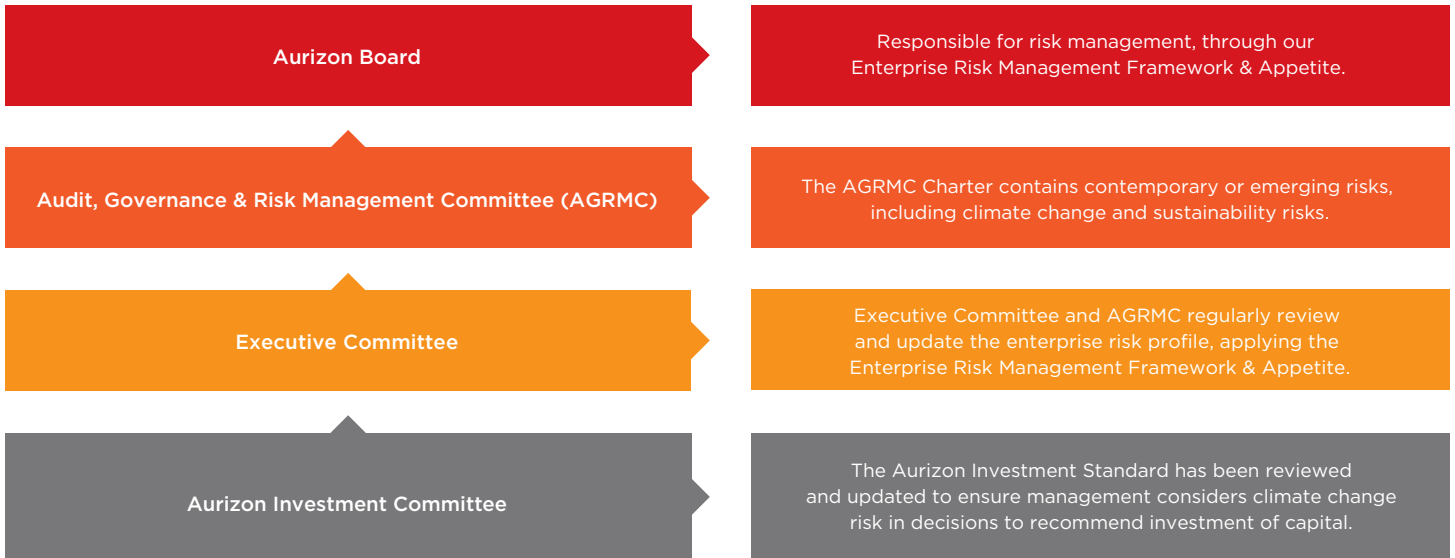 Aurizon Board
Responsible for risk management, through our
Enterprise Risk Management Framework & Appetite.
Audit, Governance & Risk Management Committee (AGRMC)
The AGRMC Charter contains contemporary or emerging risks,
including climate change and sustainability risks.
Executive Committee
Executive Committee and AGRMC regularly review
and update the enterprise risk profile, applying the
Enterprise Risk Management Framework & Appetite.
Aurizon Investment Committee
The Aurizon Investment Standard has been reviewed
and updated to ensure management considers climate change
risk in decisions to recommend investment of capital.